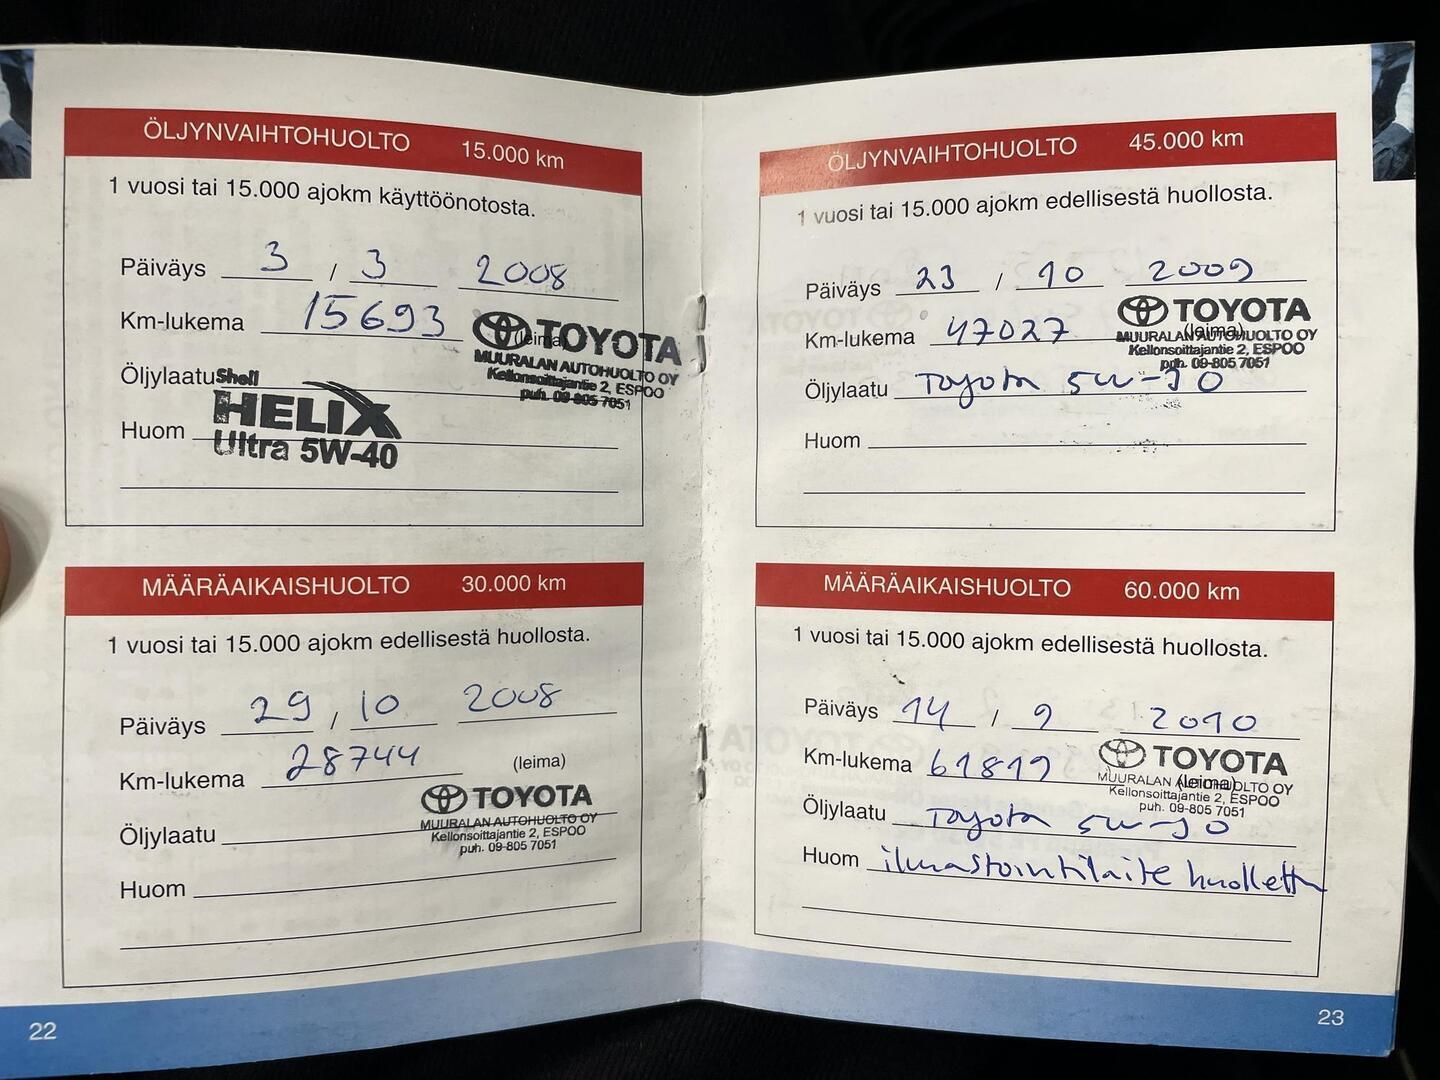 ÖLJYNVAIHTOHUOLTO 15.000 km
1 vuosi tai 15.000 ajokm käyttöönotosta.
Päiväys 3 / 3 2008
Km-lukema 15693
(leima)
TOYOTA
MUURALAN AUTOHUOLTO OY
Kellonsoittajantie 2, ESPOO
puh. 09-805 7051
Öljylaatu Shell
HELIX
Ultra 5W-40
Huom
MÄÄRÄAIKAISHUOLTO 30.000 km
1 vuosi tai 15.000 ajokm edellisestä huollosta.
Päiväys 29 / 10 2008
Km-lukema 28744
(leima)
TOYOTA
MUURALAN AUTOHUOLTO OY
Kellonsoittajantie 2, ESPOO
puh. 09-805 7051
Öljylaatu
Huom
22
ÖLJYNVAIHTOHUOLTO 45.000 km
1 vuosi tai 15.000 ajokm edellisestä huollosta.
Päiväys 23 / 10 2009
Km-lukema 47027
(leima)
TOYOTA
MUURALAN AUTOHUOLTO OY
Kellonsoittajantie 2, ESPOO
puh. 09-805 7051
Öljylaatu Toyota 5W-30
Huom
MÄÄRÄAIKAISHUOLTO 60.000 km
1 vuosi tai 15.000 ajokm edellisestä huollosta.
Päiväys 14 / 9 2010
Km-lukema 61819
(leima)
TOYOTA
MUURALAN AUTOHUOLTO OY
Kellonsoittajantie 2, ESPOO
puh. 09-805 7051
Öljylaatu Toyota 5W-30
Huom ilmastointilaite huollettu
23